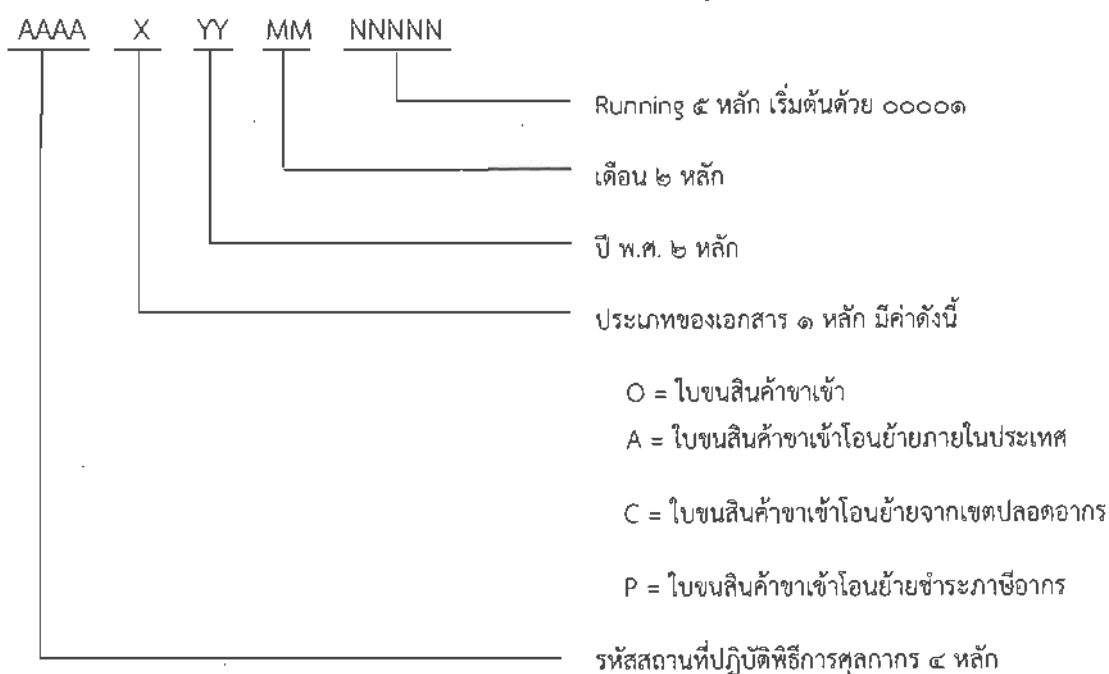 AAAA X YY MM NNNNN
Running ๕ หลัก เริ่มต้นด้วย ๐๐๐๐๑
เดือน ๒ หลัก
ปี พ.ศ. ๒ หลัก
ประเภทของเอกสาร ๑ หลัก มีค่าดังนี้
O = ใบขนสินค้าขาเข้า
A = ใบขนสินค้าขาเข้าโอนย้ายภายในประเทศ
C = ใบขนสินค้าขาเข้าโอนย้ายจากเขตปลอดอากร
P = ใบขนสินค้าขาเข้าโอนย้ายชำระภาษีอากร
รหัสสถานที่ปฏิบัติพิธีการศุลกากร ๔ หลัก